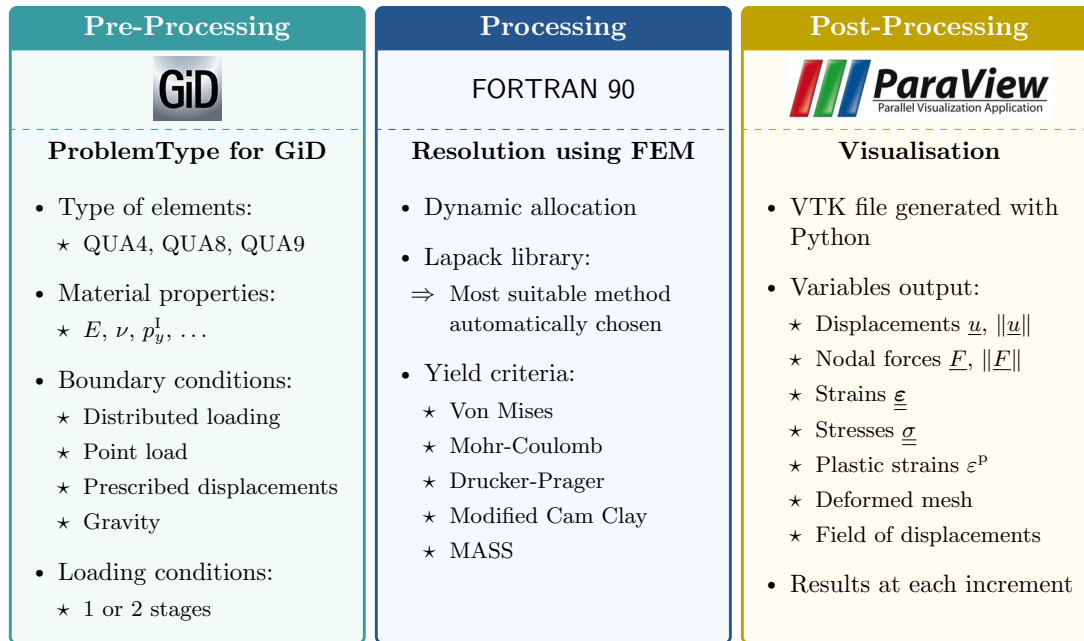 Pre-Processing
GiD
ProblemType for GiD
• Type of elements:
⋆ QUA4, QUA8, QUA9
• Material properties:
⋆ E, ν, p_y^I, …
• Boundary conditions:
⋆ Distributed loading
⋆ Point load
⋆ Prescribed displacements
⋆ Gravity
• Loading conditions:
⋆ 1 or 2 stages
Processing
FORTRAN 90
Resolution using FEM
• Dynamic allocation
• Lapack library:
⇒ Most suitable method
automatically chosen
• Yield criteria:
⋆ Von Mises
⋆ Mohr-Coulomb
⋆ Drucker-Prager
⋆ Modified Cam Clay
⋆ MASS
Post-Processing
ParaView
Parallel Visualization Application
Visualisation
• VTK file generated with
Python
• Variables output:
⋆ Displacements u, ‖u‖
⋆ Nodal forces F, ‖F‖
⋆ Strains ε
⋆ Stresses σ
⋆ Plastic strains ε^p
⋆ Deformed mesh
⋆ Field of displacements
• Results at each increment